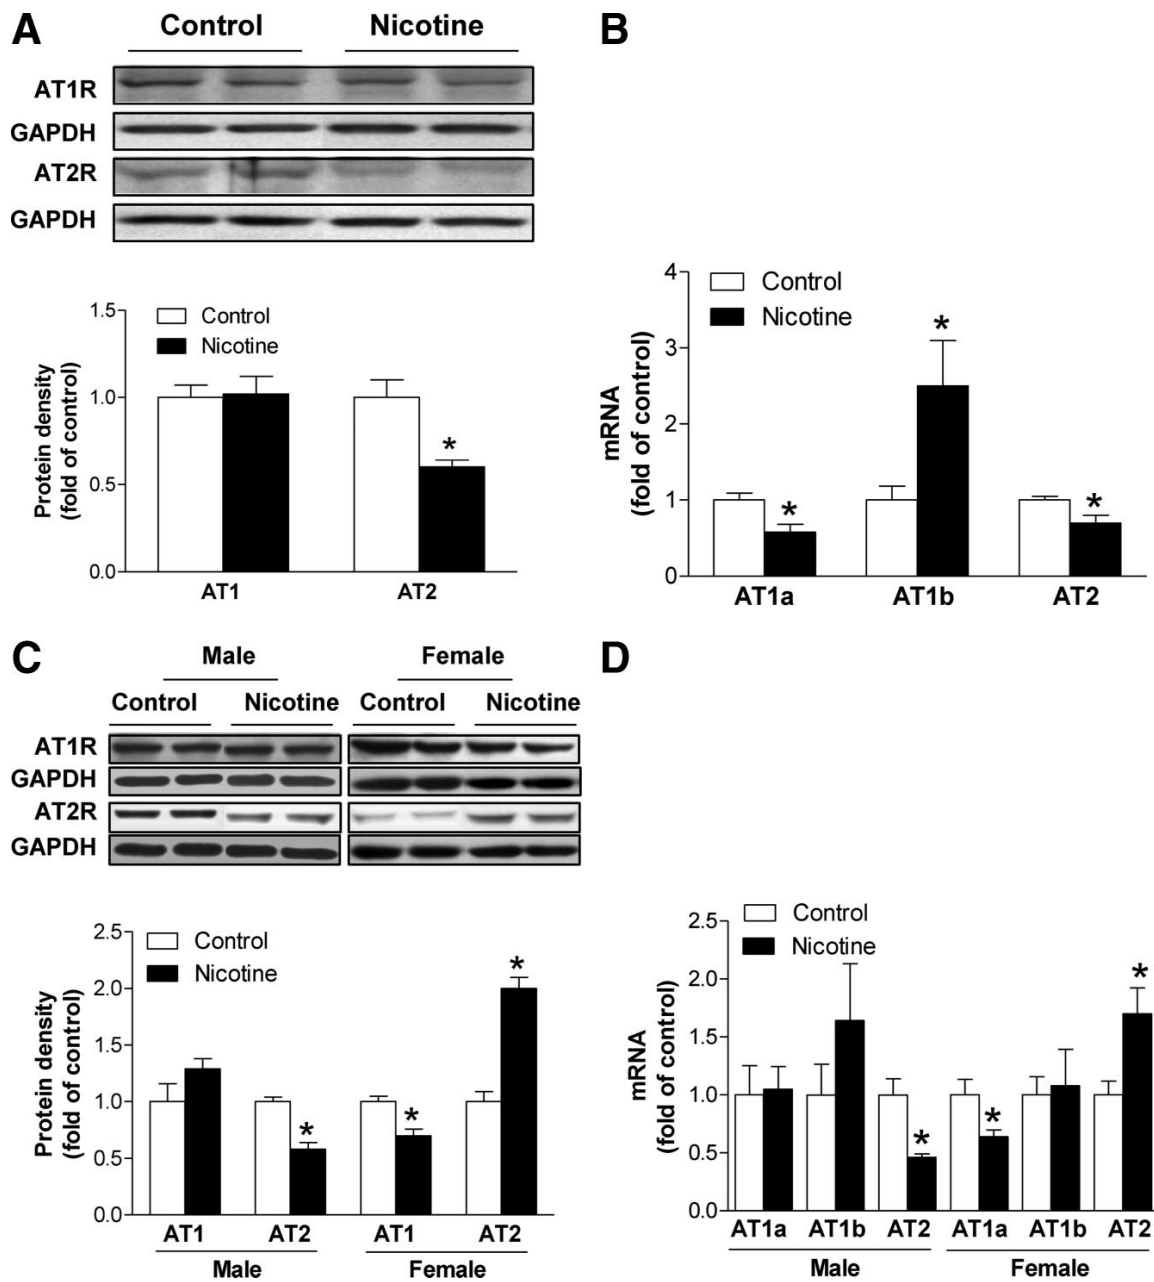 A
Control Nicotine
AT1R
GAPDH
AT2R
GAPDH
1.5
1.0
0.5
0.0
Protein density
(fold of control)
Control
Nicotine
*
AT1 AT2
B
4
3
2
1
0
mRNA
(fold of control)
Control
Nicotine
* * *
AT1a AT1b AT2
C
Male Female
Control Nicotine Control Nicotine
AT1R
GAPDH
AT2R
GAPDH
2.5
2.0
1.5
1.0
0.5
0.0
Protein density
(fold of control)
Control
Nicotine
* * *
AT1 AT2 AT1 AT2
Male Female
D
2.5
2.0
1.5
1.0
0.5
0.0
mRNA
(fold of control)
Control
Nicotine
* * *
AT1a AT1b AT2 AT1a AT1b AT2
Male Female